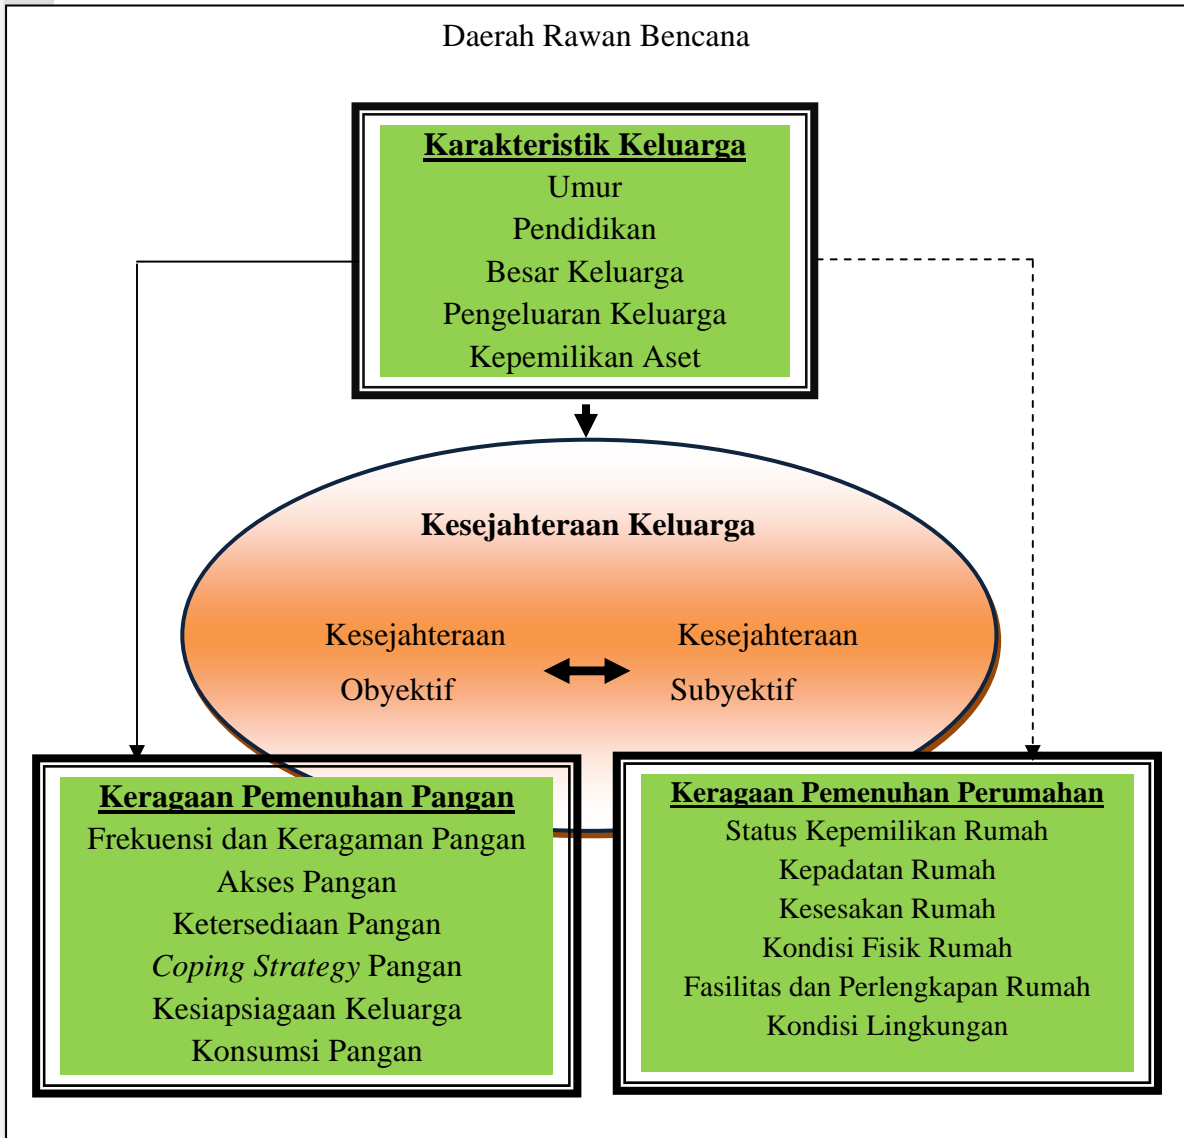 Daerah Rawan Bencana
Karakteristik Keluarga
Umur
Pendidikan
Besar Keluarga
Pengeluaran Keluarga
Kepemilikan Aset
Kesejahteraan Keluarga
Kesejahteraan
Obyektif
Kesejahteraan
Subyektif
Keragaan Pemenuhan Pangan
Frekuensi dan Keragaman Pangan
Akses Pangan
Ketersediaan Pangan
Coping Strategy Pangan
Kesiapsiagaan Keluarga
Konsumsi Pangan
Keragaan Pemenuhan Perumahan
Status Kepemilikan Rumah
Kepadatan Rumah
Kesesakan Rumah
Kondisi Fisik Rumah
Fasilitas dan Perlengkapan Rumah
Kondisi Lingkungan